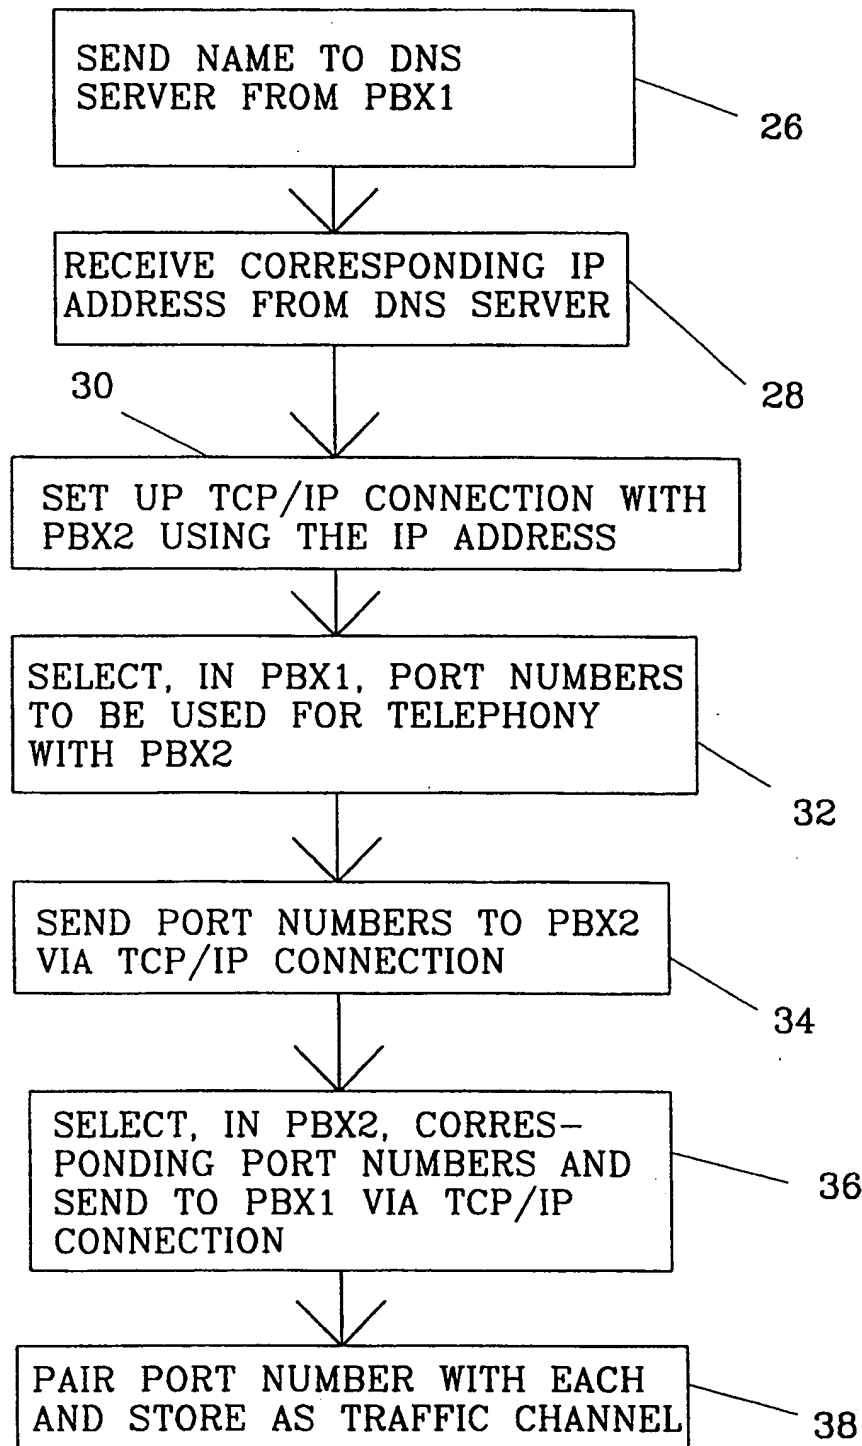 SEND NAME TO DNS
SERVER FROM PBX1
26
RECEIVE CORRESPONDING IP
ADDRESS FROM DNS SERVER
28
30
SET UP TCP/IP CONNECTION WITH
PBX2 USING THE IP ADDRESS
SELECT, IN PBX1, PORT NUMBERS
TO BE USED FOR TELEPHONY
WITH PBX2
32
SEND PORT NUMBERS TO PBX2
VIA TCP/IP CONNECTION
34
SELECT, IN PBX2, CORRES-
PONDING PORT NUMBERS AND
SEND TO PBX1 VIA TCP/IP
CONNECTION
36
PAIR PORT NUMBER WITH EACH
AND STORE AS TRAFFIC CHANNEL
38